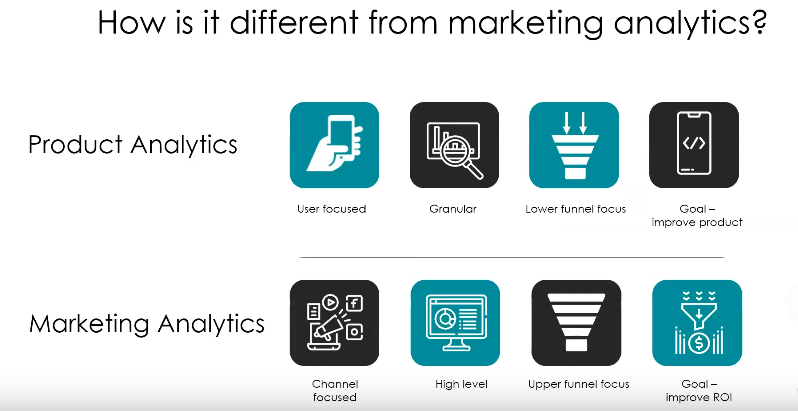 How is it different from marketing analytics?
Product Analytics
User focused
Granular
Lower funnel focus
Goal –
improve product
Marketing Analytics
Channel
focused
High level
Upper funnel focus
Goal –
improve ROI